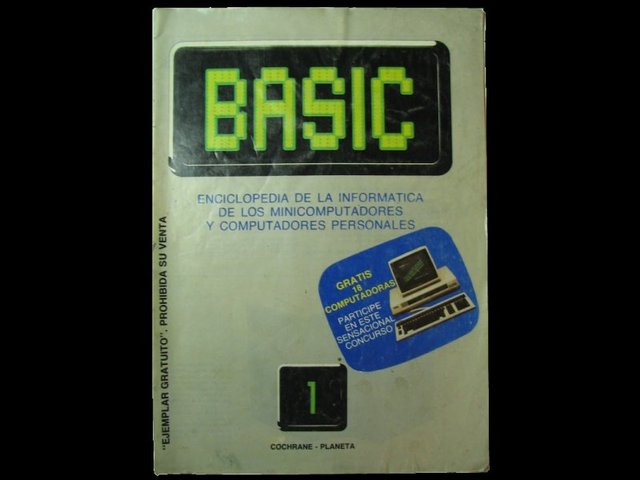 BASIC
ENCICLOPEDIA DE LA INFORMATICA
DE LOS MINICOMPUTADORES
Y COMPUTADORES PERSONALES
GRATIS
18
COMPUTADORAS
PARTICIPE
EN ESTE
SENSACIONAL
CONCURSO
"EJEMPLAR GRATUITO". PROHIBIDA SU VENTA
1
COCHRANE - PLANETA